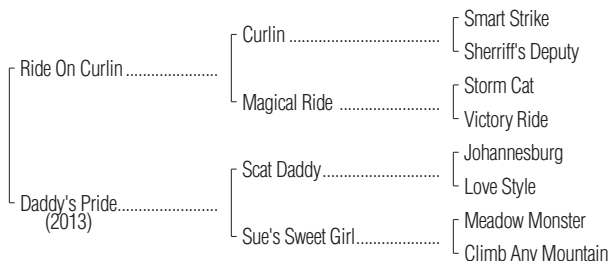 Smart Strike
Curlin ........................................
Sherriff's Deputy
Ride On Curlin ........................
Storm Cat
Magical Ride ..........................
Victory Ride
Johannesburg
Scat Daddy...............................
Love Style
Daddy's Pride..........................
(2013)
Meadow Monster
Sue's Sweet Girl......................
Climb Any Mountain